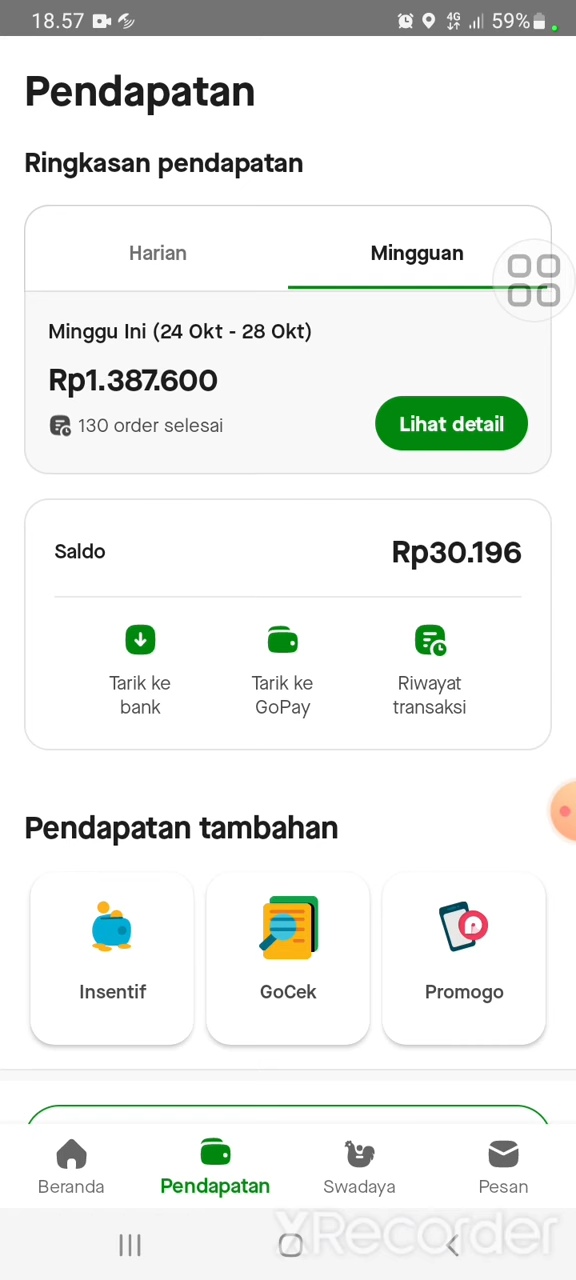 18.57
4G
59%
Pendapatan
Ringkasan pendapatan
Harian
Mingguan
Minggu Ini (24 Okt - 28 Okt)
Rp1.387.600
130 order selesai
Lihat detail
Saldo
Rp30.196
Tarik ke
bank
Tarik ke
GoPay
Riwayat
transaksi
Pendapatan tambahan
Insentif
GoCek
Promogo
Beranda
Pendapatan
Swadaya
Pesan
XRecorder